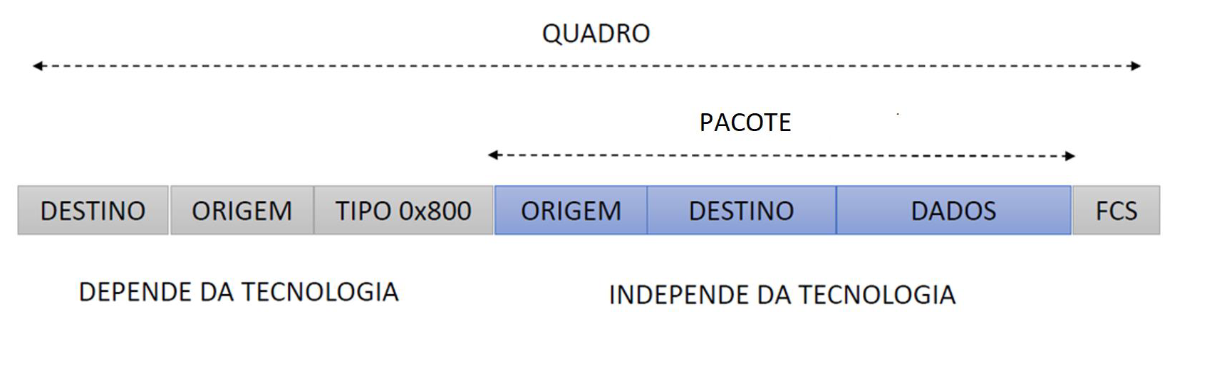 QUADRO
PACOTE
DESTINO ORIGEM TIPO 0x800 ORIGEM DESTINO DADOS FCS
DEPENDE DA TECNOLOGIA INDEPENDE DA TECNOLOGIA